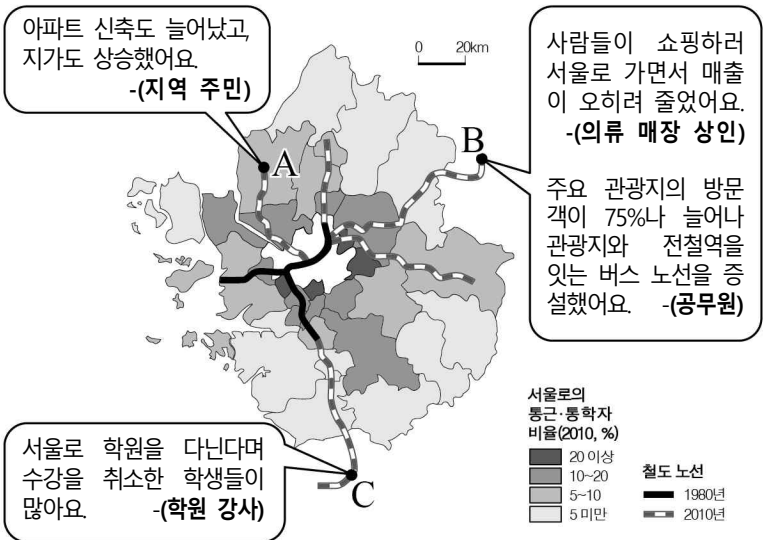 아파트 신축도 늘어났고,
지가도 상승했어요.
-(지역 주민)
0 20km
사람들이 쇼핑하러
서울로 가면서 매출
이 오히려 줄었어요.
-(의류 매장 상인)
주요 관광지의 방문
객이 75%나 늘어나
관광지와 전철역을
잇는 버스 노선을 증
설했어요. -(공무원)
A
B
서울로 학원을 다닌다며
수강을 취소한 학생들이
많아요. -(학원 강사)
C
서울로의
통근·통학자
비율(2010, %)
20 이상
10~20
5~10
5 미만
철도 노선
1980년
2010년